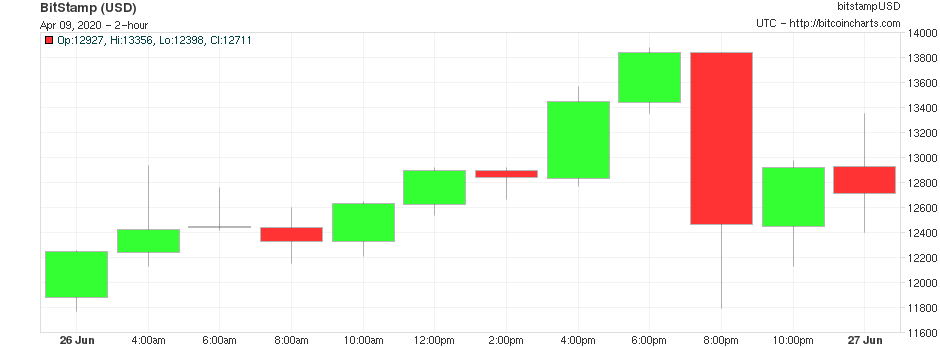 BitStamp (USD)
bitstampUSD
Apr 09, 2020 - 2-hour
UTC - http://bitcoincharts.com
Op:12927, Hi:13356, Lo:12398, Cl:12711
14000
13800
13600
13400
13200
13000
12800
12600
12400
12200
12000
11800
11600
26 Jun 4:00am 6:00am 8:00am 10:00am 12:00pm 2:00pm 4:00pm 6:00pm 8:00pm 10:00pm 27 Jun